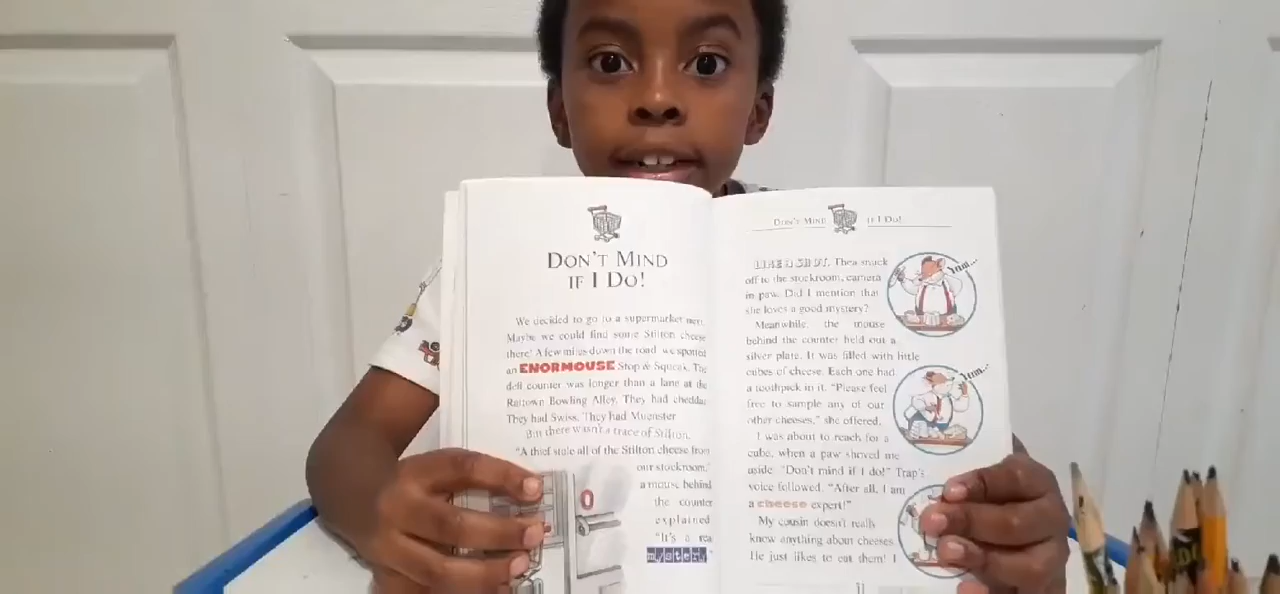 DON'T MIND
IF I DO!
We decided to go to a supermarket next.
Maybe we could find some Stilton cheese
there! A few miles down the road we spotted
an ENORMOUSE Stop & Squeak. The
deli counter was longer than a lane at the
Rattown Bowling Alley. They had cheddar.
They had Swiss. They had Muenster.
But there wasn't a trace of Stilton.
"A thief stole all of the Stilton cheese from
our stockroom,"
a mouse behind
the counter
explained
"It's a real
mystery."
DON'T MIND IF I DO!
LIKE A SHOT, Thea snuck
off to the stockroom, camera
in paw. Did I mention that
she loves a good mystery?
Meanwhile, the mouse
behind the counter held out a
silver plate. It was filled with little
cubes of cheese. Each one had
a toothpick in it. "Please feel
free to sample any of our
other cheeses," she offered.
I was about to reach for a
cube, when a paw shoved me
aside. "Don't mind if I do!" Trap's
voice followed. "After all, I am
a cheese expert!"
My cousin doesn't really
know anything about cheeses.
He just likes to eat them! I
Yum...
Yum...